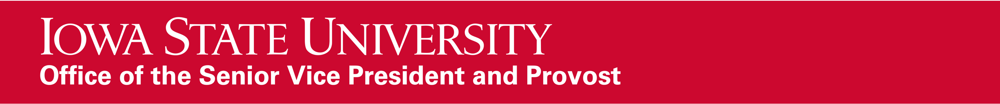 IOWA STATE UNIVERSITY
Office of the Senior Vice President and Provost